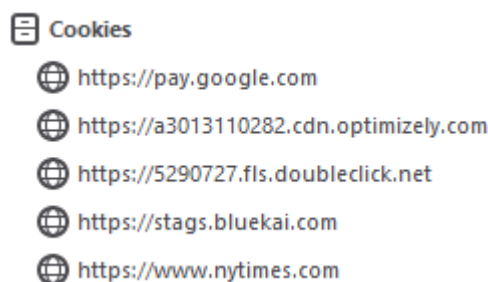 Cookies
https://pay.google.com
https://a3013110282.cdn.optimizely.com
https://5290727.fls.doubleclick.net
https://stags.bluekai.com
https://www.nytimes.com